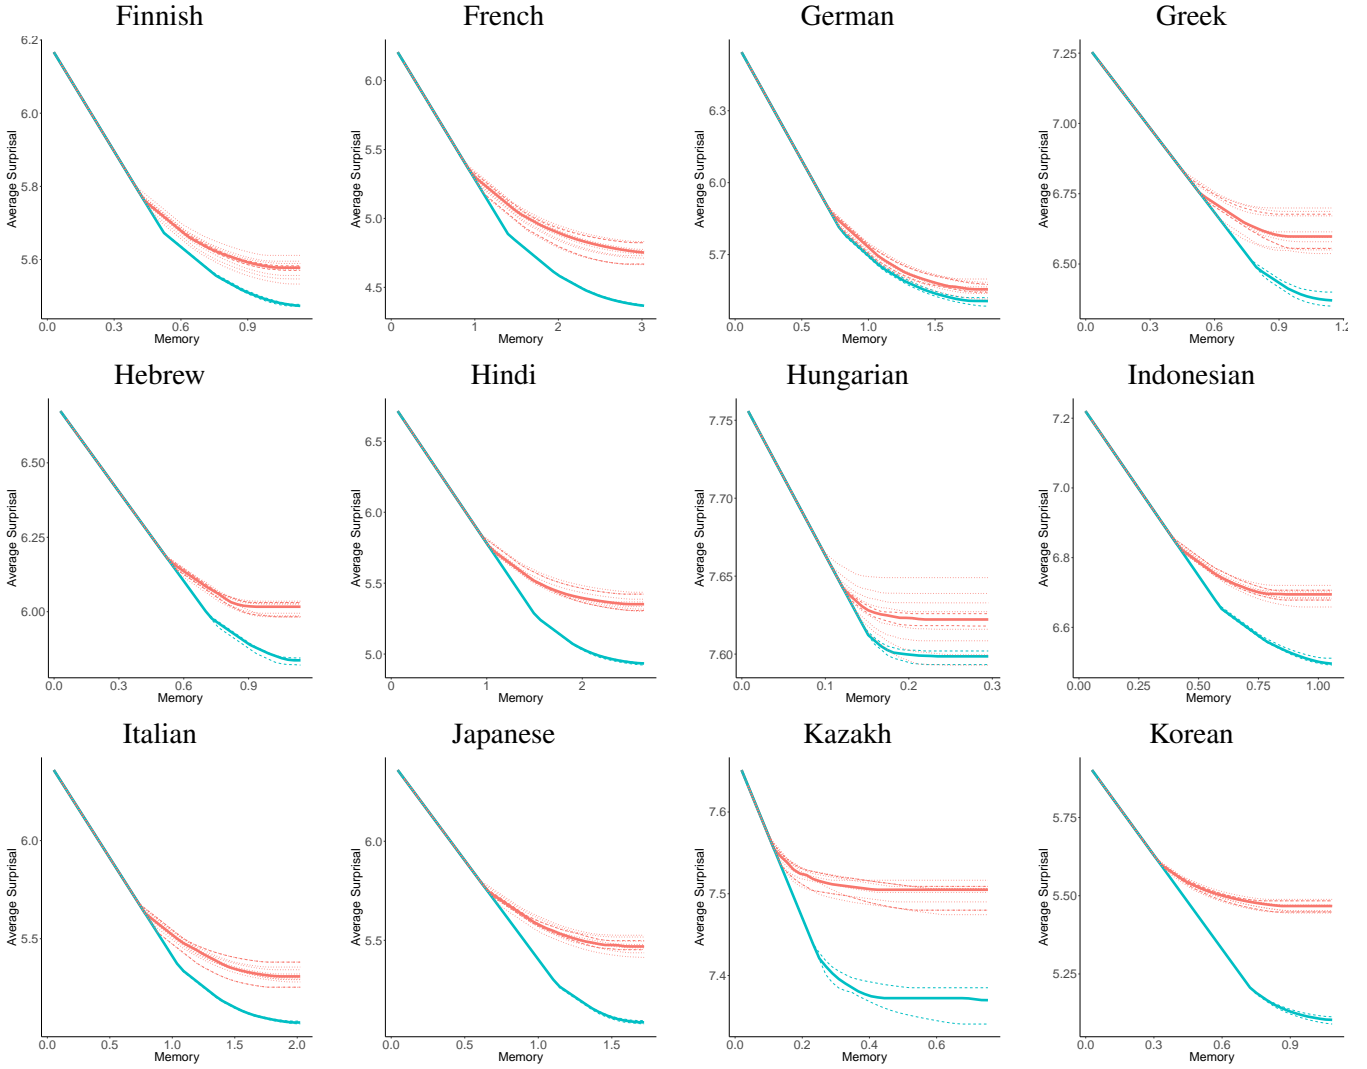 Finnish French German Greek
6.2
6.0
5.8
5.6
Average Surprisal
0.0 0.3 0.6 0.9
Memory
6.0
5.5
5.0
4.5
Average Surprisal
0 1 2 3
Memory
6.3
6.0
5.7
Average Surprisal
0.0 0.5 1.0 1.5
Memory
7.25
7.00
6.75
6.50
Average Surprisal
0.0 0.3 0.6 0.9 1.2
Memory
Hebrew Hindi Hungarian Indonesian
6.50
6.25
6.00
Average Surprisal
0.0 0.3 0.6 0.9
Memory
6.5
6.0
5.5
5.0
Average Surprisal
0 1 2
Memory
7.75
7.70
7.65
7.60
Average Surprisal
0.0 0.1 0.2 0.3
Memory
7.2
7.0
6.8
6.6
Average Surprisal
0.00 0.25 0.50 0.75 1.00
Memory
Italian Japanese Kazakh Korean
6.0
5.5
Average Surprisal
0.0 0.5 1.0 1.5 2.0
Memory
6.0
5.5
Average Surprisal
0.0 0.5 1.0 1.5
Memory
7.6
7.5
7.4
Average Surprisal
0.0 0.2 0.4 0.6
Memory
5.75
5.50
5.25
Average Surprisal
0.0 0.3 0.6 0.9
Memory